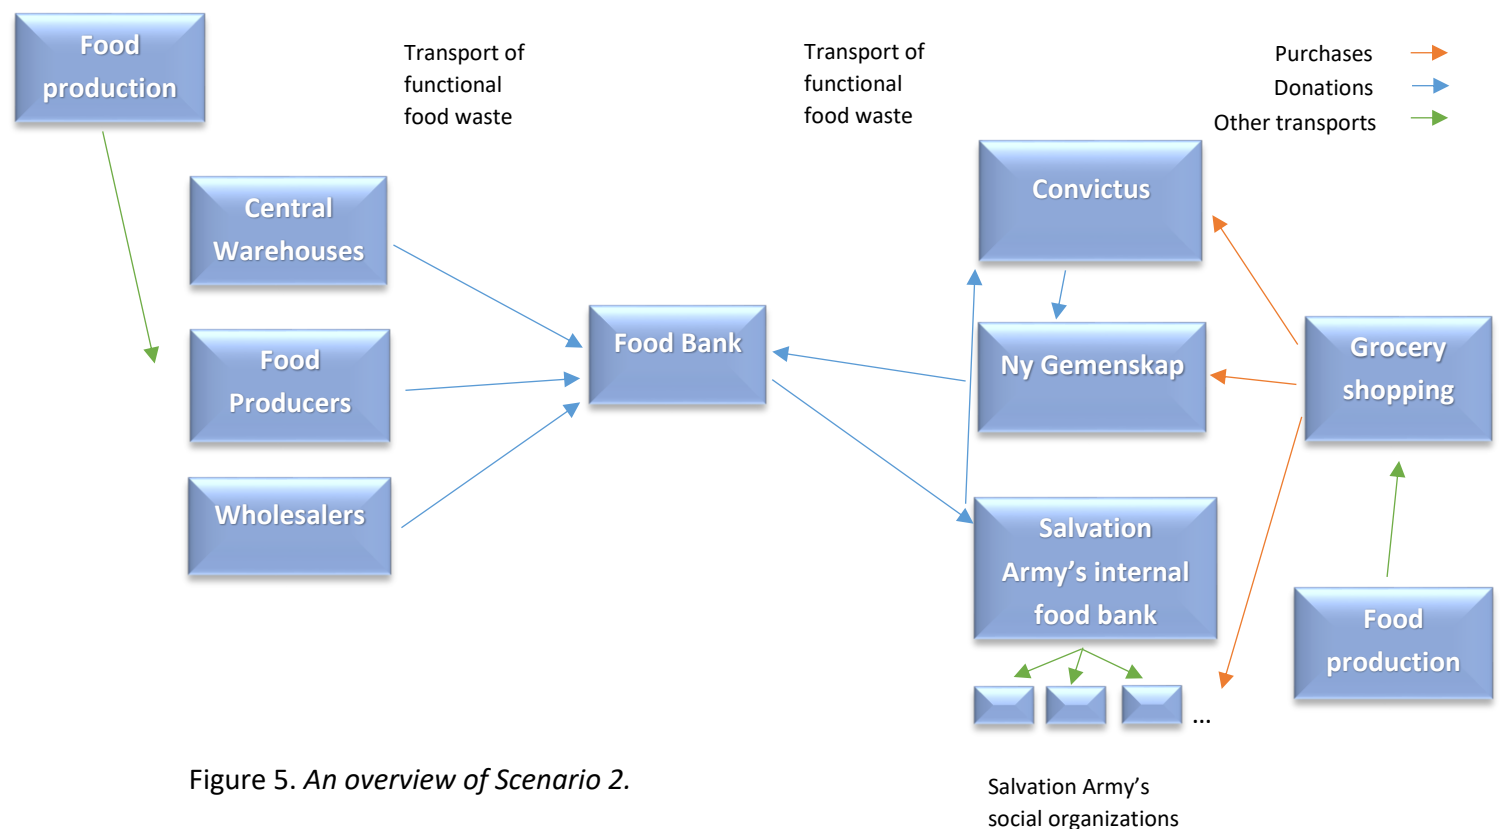 Food
production
Transport of
functional
food waste
Transport of
functional
food waste
Purchases
Donations
Other transports
Central
Warehouses
Convictus
Food
Producers
Food Bank
Ny Gemenskap
Grocery
shopping
Wholesalers
Salvation
Army’s internal
food bank
Food
production
...
Figure 5. An overview of Scenario 2.
Salvation Army’s
social organizations